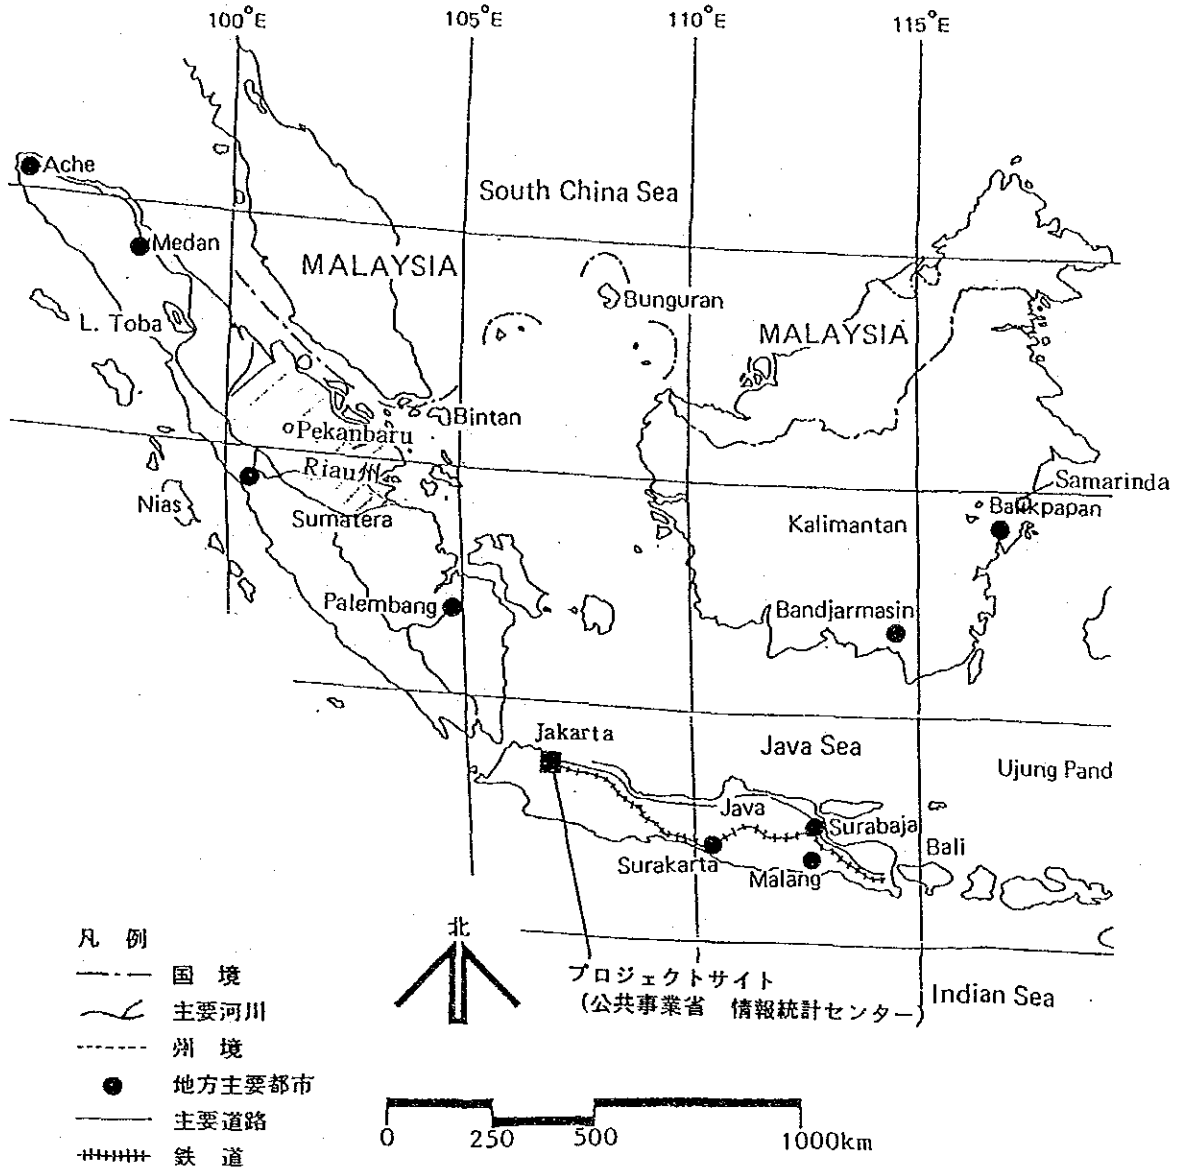 100°E
105°E
110°E
115°E
Ache
South China Sea
Medan
MALAYSIA
Bunguran
L. Toba
MALAYSIA
Bintan
Pekanbaru
Riau州
Samarinda
Nias
Sumatera
Kalimantan
Balikpapan
Palembang
Bandjarmasin
Jakarta
Java Sea
Ujung Pand
Java
Surabaja
Surakarta
Malang
Bali
凡 例
北
国 境
プロジェクトサイト
(公共事業省 情報統計センター)
Indian Sea
主要河川
州 境
地方主要都市
主要道路
鉄 道
0 250 500 1000km